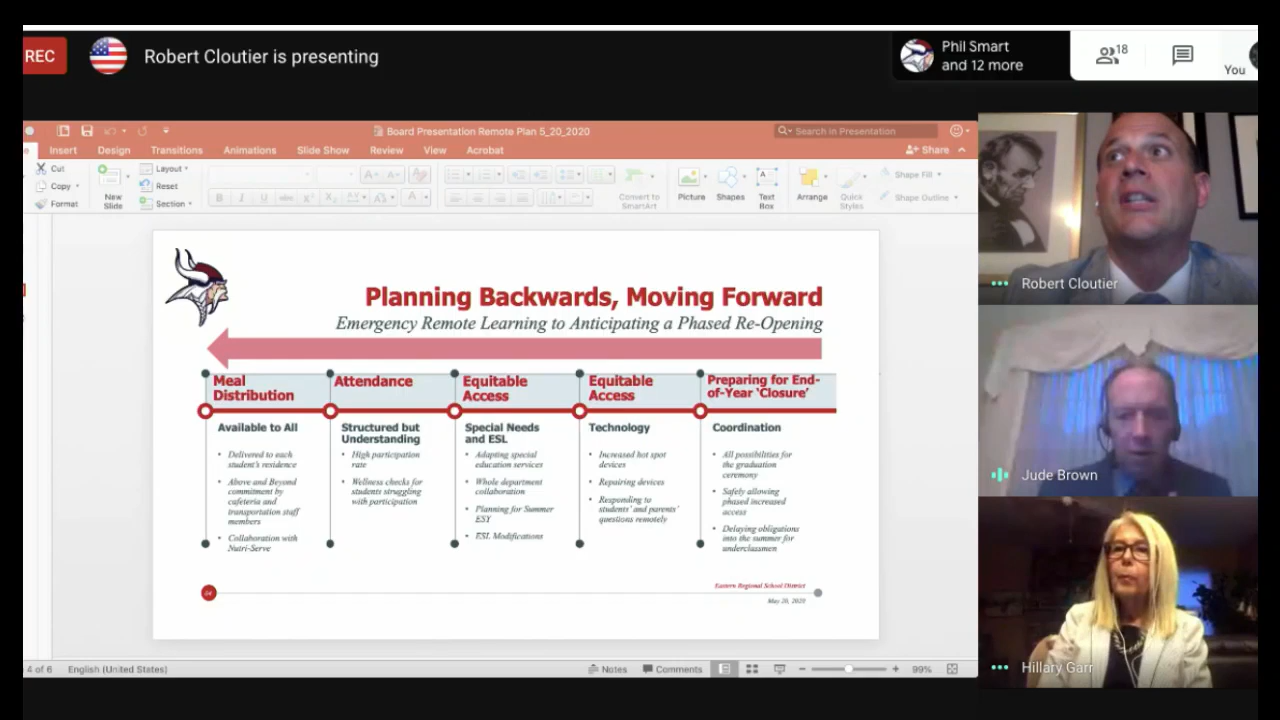 REC
Robert Cloutier is presenting
Phil Smart
and 12 more
18
You
Board Presentation Remote Plan 5_20_2020
Search in Presentation
Insert Design Transitions Animations Slide Show Review View Acrobat
Share
Cut
Copy
Format
New
Slide
Layout
Reset
Section
Convert to
SmartArt
Picture
Shapes
Text
Box
Arrange
Quick
Styles
Shape Fill
Shape Outline
Planning Backwards, Moving Forward
Emergency Remote Learning to Anticipating a Phased Re-Opening
Meal
Distribution
Available to All
• Delivered to each
student's residence
• Above and Beyond
commitment by
cafeteria and
transportation staff
members
• Collaboration with
Nutri-Serve
Attendance
Structured but
Understanding
• High participation
rate
• Wellness checks for
students struggling
with participation
Equitable
Access
Special Needs
and ESL
• Adapting special
education services
• Whole department
collaboration
• Planning for Summer
ESY
• ESL Modifications
Equitable
Access
Technology
• Increased hot spot
devices
• Repairing devices
• Responding to
students' and parents'
questions remotely
Preparing for End-
of-Year 'Closure'
Coordination
• All possibilities for
the graduation
ceremony
• Safely allowing
phased increased
access
• Delaying obligations
into the summer for
underclassmen
04
Eastern Regional School District
May 20, 2020
4 of 6 English (United States)
Notes Comments
99%
Robert Cloutier
Jude Brown
Hillary Garr